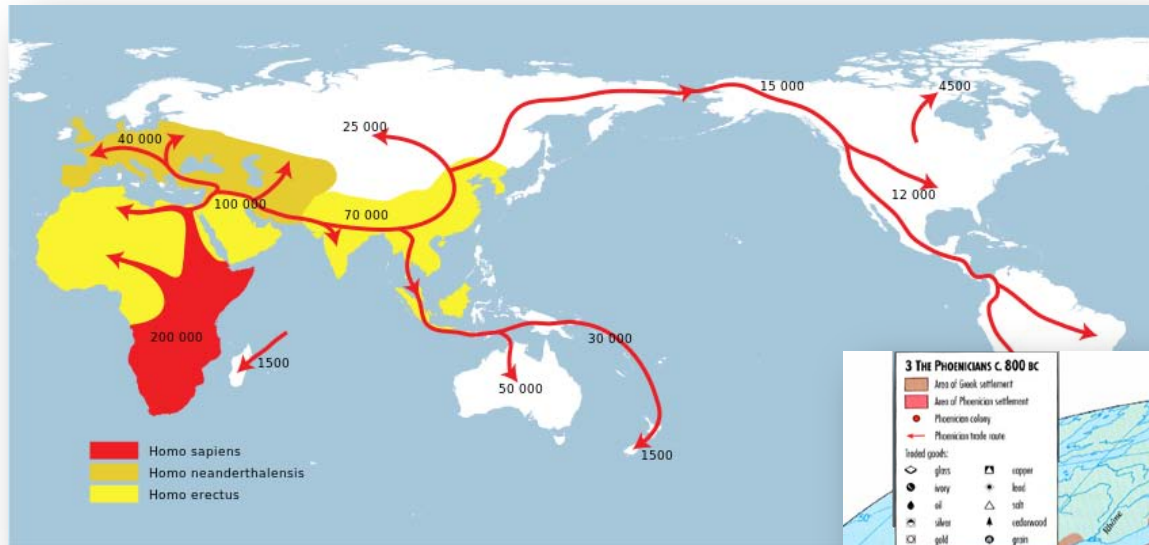 15 000
4500
25 000
40 000
12 000
100 000
70 000
200 000
30 000
1500
50 000
1500
Homo sapiens
Homo neanderthalensis
Homo erectus
3 THE PHOENICIANS C. 800 BC
Area of Greek settlement
Area of Phoenician settlement
Phoenician colony
Phoenician trade route
Traded goods:
glass
copper
ivory
lead
oil
salt
silver
cedarwood
gold
grain
50°
Rhône